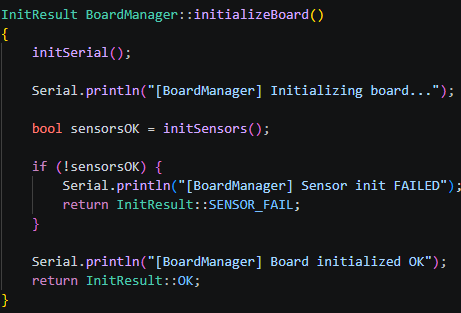 InitResult BoardManager::initializeBoard()
{
    initSerial();

    Serial.println("[BoardManager] Initializing board...");

    bool sensorsOK = initSensors();

    if (!sensorsOK) {
        Serial.println("[BoardManager] Sensor init FAILED");
        return InitResult::SENSOR_FAIL;
    }

    Serial.println("[BoardManager] Board initialized OK");
    return InitResult::OK;
}